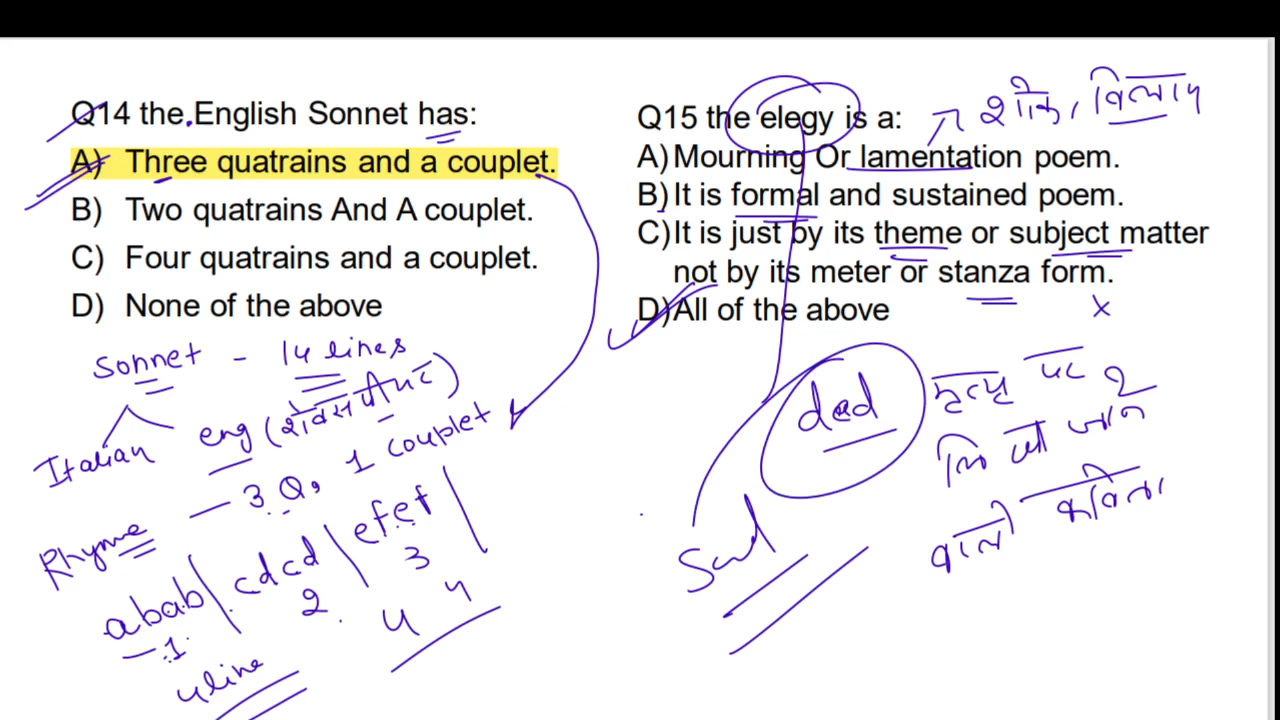 Q14 the English Sonnet has:
A) Three quatrains and a couplet.
B) Two quatrains And A couplet.
C) Four quatrains and a couplet.
D) None of the above
Sonnet - 14 lines
Italian eng (
3 Q, 1 couplet
Rhyme
abab| cdcd| efef|
1 2 3
4 line
4 4
Q15 the elegy is a:
शोक, विलाप
A) Mourning Or lamentation poem.
B) It is formal and sustained poem.
C) It is just by its theme or subject matter
not by its meter or stanza form.
D) All of the above
x
dead
मृत्यु पर
जाने
वाली कविता
Sad